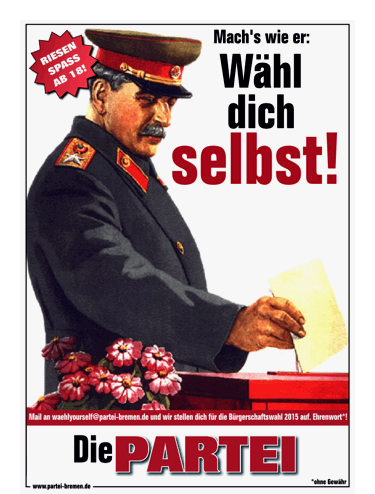 RIESEN
SPASS
AB 18!
Mach's wie er:
Wähl
dich
selbst!
Mail an waehlyourself@partei-bremen.de und wir stellen dich für die Bürgerschaftswahl 2015 auf. Ehrenwort*!
Die PARTEI
www.partei-bremen.de
*ohne Gewähr